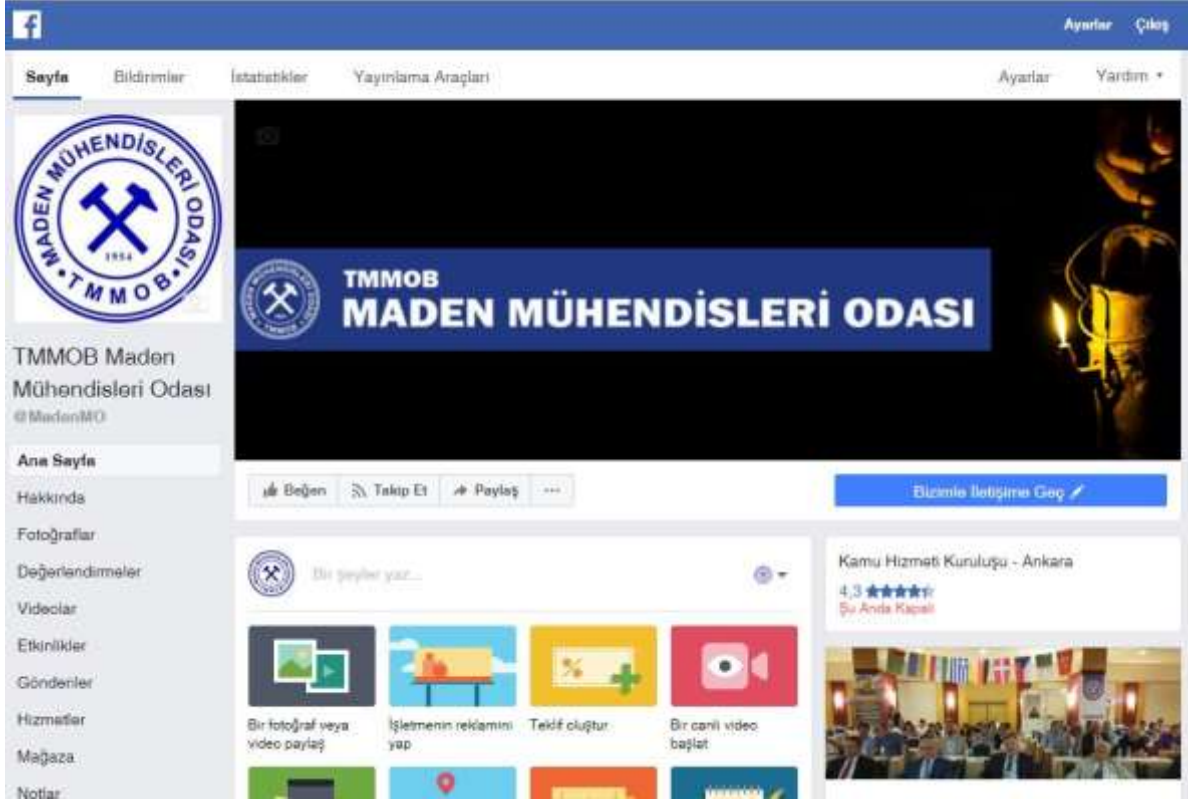 f
Ayarlar Çıkış
Sayfa Bildirimler İstatistikler Yayınlama Araçları Ayarlar Yardım
MADEN MÜHENDİSLERİ ODASI
1954
TMMOB
TMMOB
MADEN MÜHENDİSLERİ ODASI
TMMOB Maden
Mühendisleri Odası
@MadenMO
Ana Sayfa
Hakkında
Fotoğraflar
Değerlendirmeler
Videolar
Etkinlikler
Gönderiler
Hizmetler
Mağaza
Notlar
Beğen Takip Et Paylaş ...
Bizimle İletişime Geç
Bir şeyler yaz...
Bir fotoğraf veya
video paylaş
İşletmenin reklamını
yap
Teklif oluştur
Bir canlı video
başlat
Kamu Hizmeti Kuruluşu - Ankara
4,3
Şu Anda Kapalı